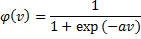 φ(v) = 1 / (1 + exp (−av))